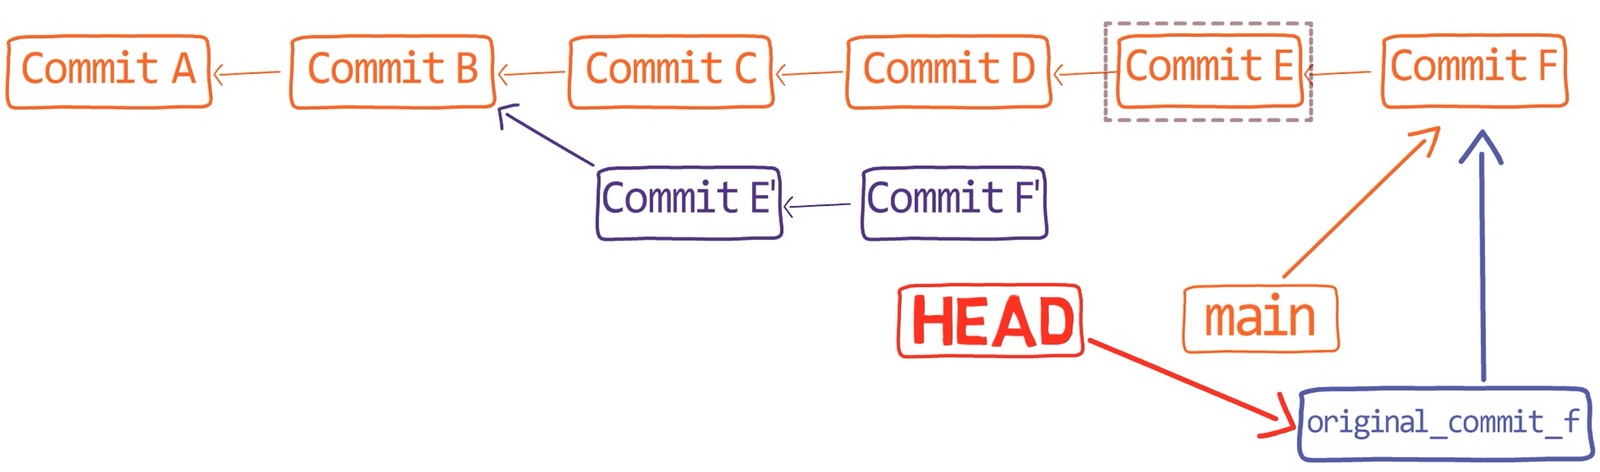 Commit A
Commit B
Commit C
Commit D
Commit E
Commit F
Commit E'
Commit F'
HEAD
main
original_commit_f